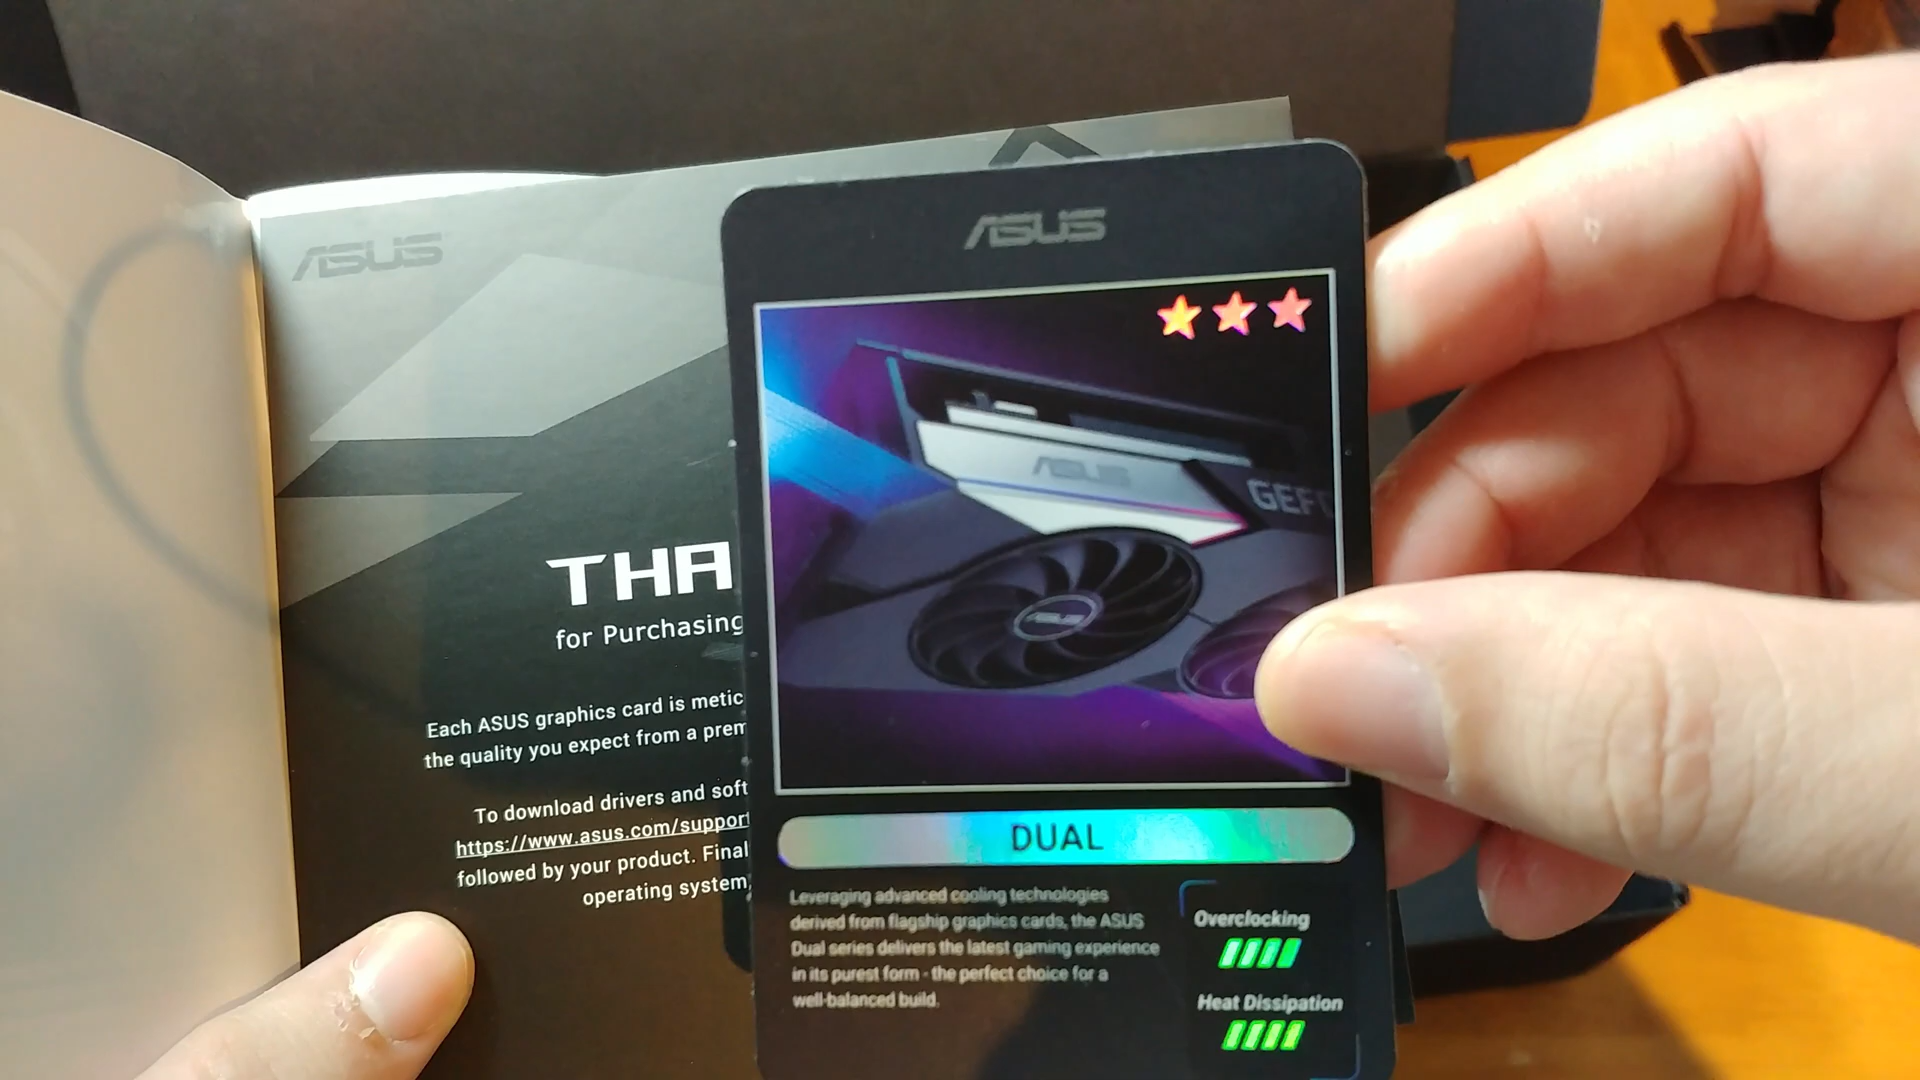 ASUS
THA
for Purchasing
Each ASUS graphics card is metic
the quality you expect from a prem
To download drivers and soft
https://www.asus.com/support
followed by your product. Final
operating system
ASUS
ASUS
GEF
ASUS
DUAL
Leveraging advanced cooling technologies
derived from flagship graphics cards, the ASUS
Dual series delivers the latest gaming experience
in its purest form - the perfect choice for a
well-balanced build.
Overclocking
Heat Dissipation